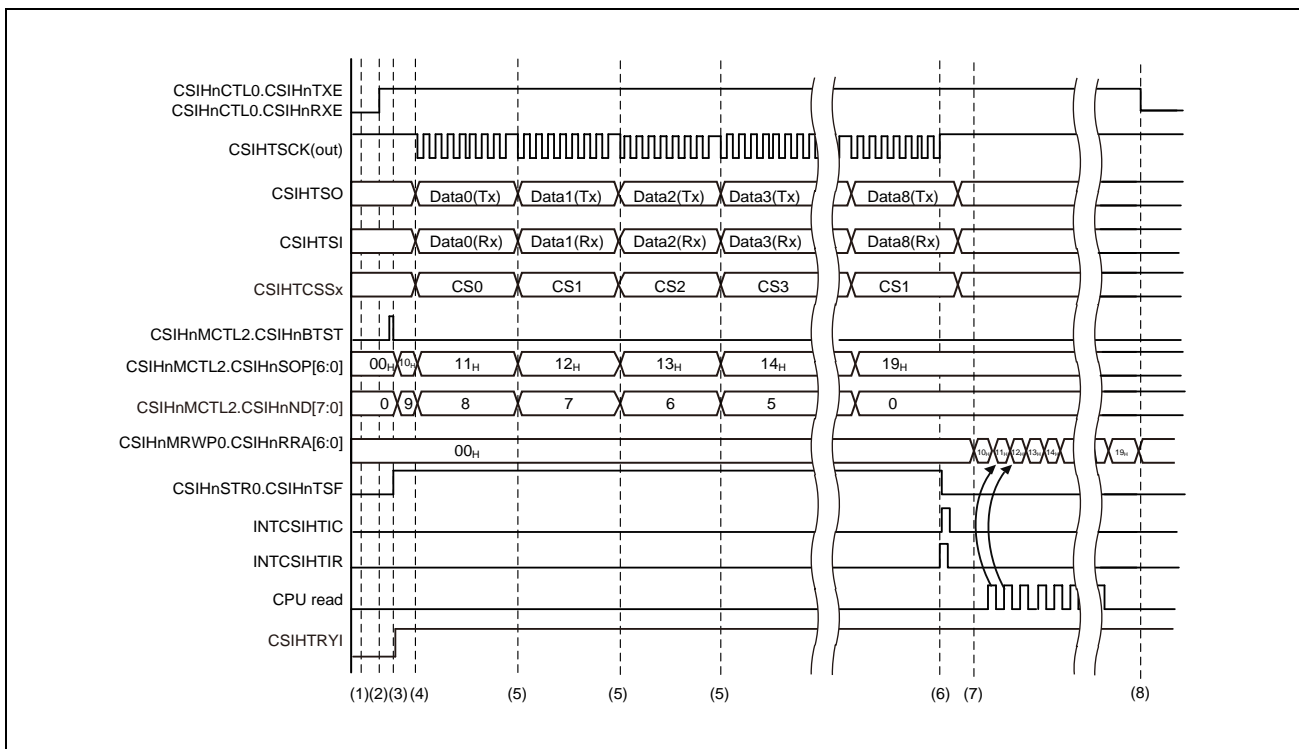 CSIHnCTL0.CSIHnTXE
CSIHnCTL0.CSIHnRXE
CSIHTSCK(out)
CSIHTSO Data0(Tx) Data1(Tx) Data2(Tx) Data3(Tx) Data8(Tx)
CSIHTSI Data0(Rx) Data1(Rx) Data2(Rx) Data3(Rx) Data8(Rx)
CSIHTCSSx CS0 CS1 CS2 CS3 CS1
CSIHnMCTL2.CSIHnBTST
CSIHnMCTL2.CSIHnSOP[6:0] 00H 10H 11H 12H 13H 14H 19H
CSIHnMCTL2.CSIHnND[7:0] 0 9 8 7 6 5 0
CSIHnMRWP0.CSIHnRRA[6:0] 00H 10H 11H 12H 13H 14H 19H
CSIHnSTR0.CSIHnTSF
INTCSIHTIC
INTCSIHTIR
CPU read
CSIHTRYI
(1)(2)(3)(4) (5) (5) (5) (6) (7) (8)